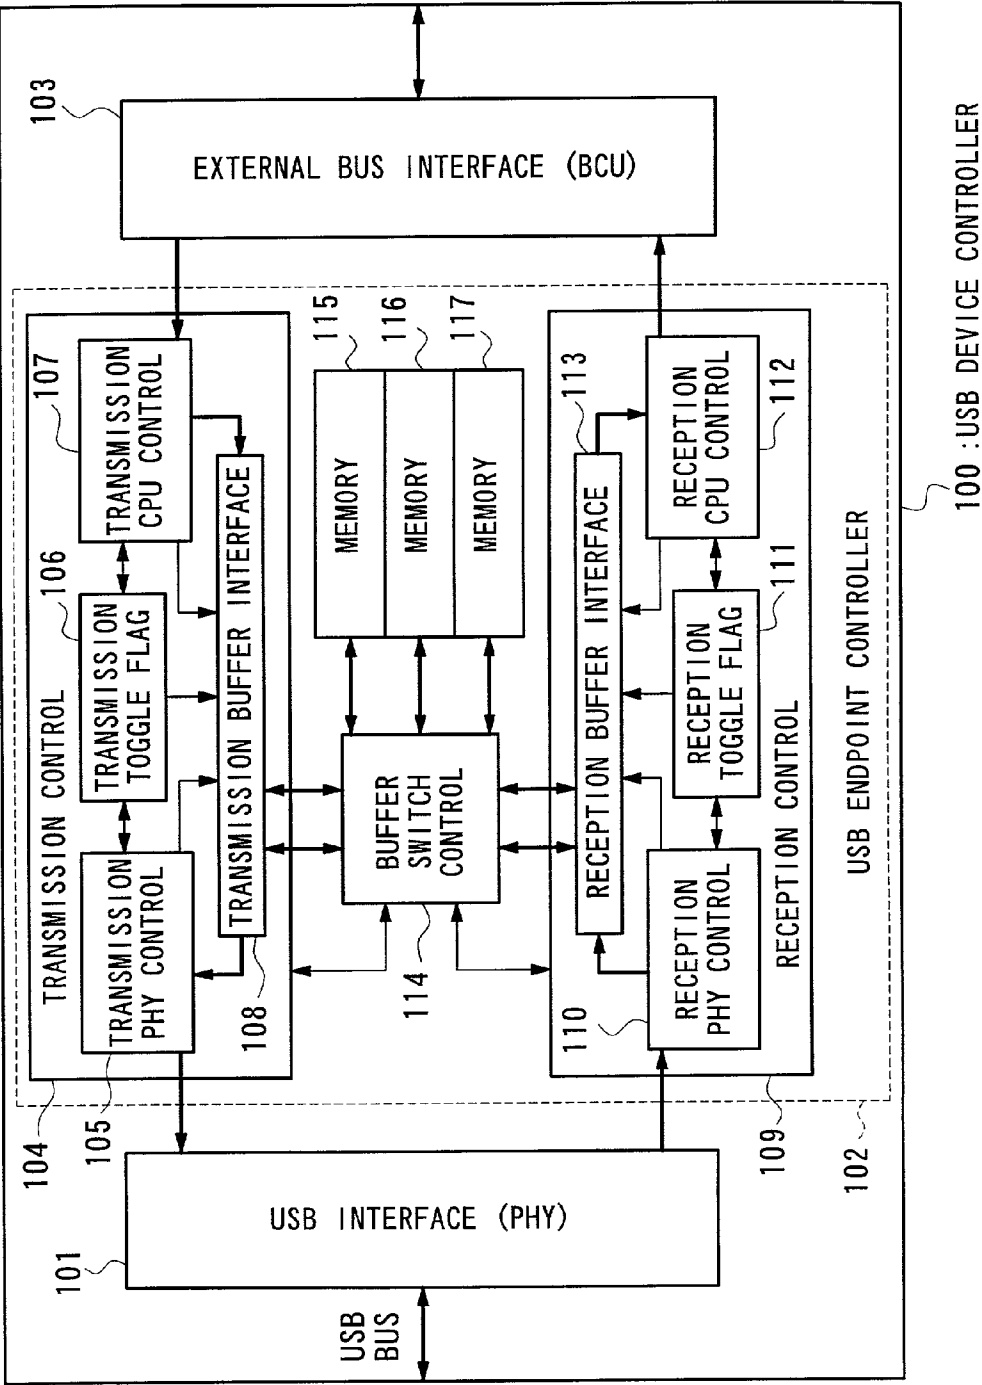 100 : USB DEVICE CONTROLLER
103
EXTERNAL BUS INTERFACE (BCU)
107
TRANSMISSION
CPU CONTROL
106
TRANSMISSION
TOGGLE FLAG
TRANSMISSION CONTROL
TRANSMISSION
PHY CONTROL
105
104
TRANSMISSION BUFFER INTERFACE
108
115
116
117
MEMORY
MEMORY
MEMORY
BUFFER
SWITCH
CONTROL
114
113
RECEPTION BUFFER INTERFACE
RECEPTION
CPU CONTROL
112
RECEPTION
TOGGLE FLAG
111
110
RECEPTION
PHY CONTROL
RECEPTION CONTROL
109
USB ENDPOINT CONTROLLER
102
101
USB INTERFACE (PHY)
USB
BUS